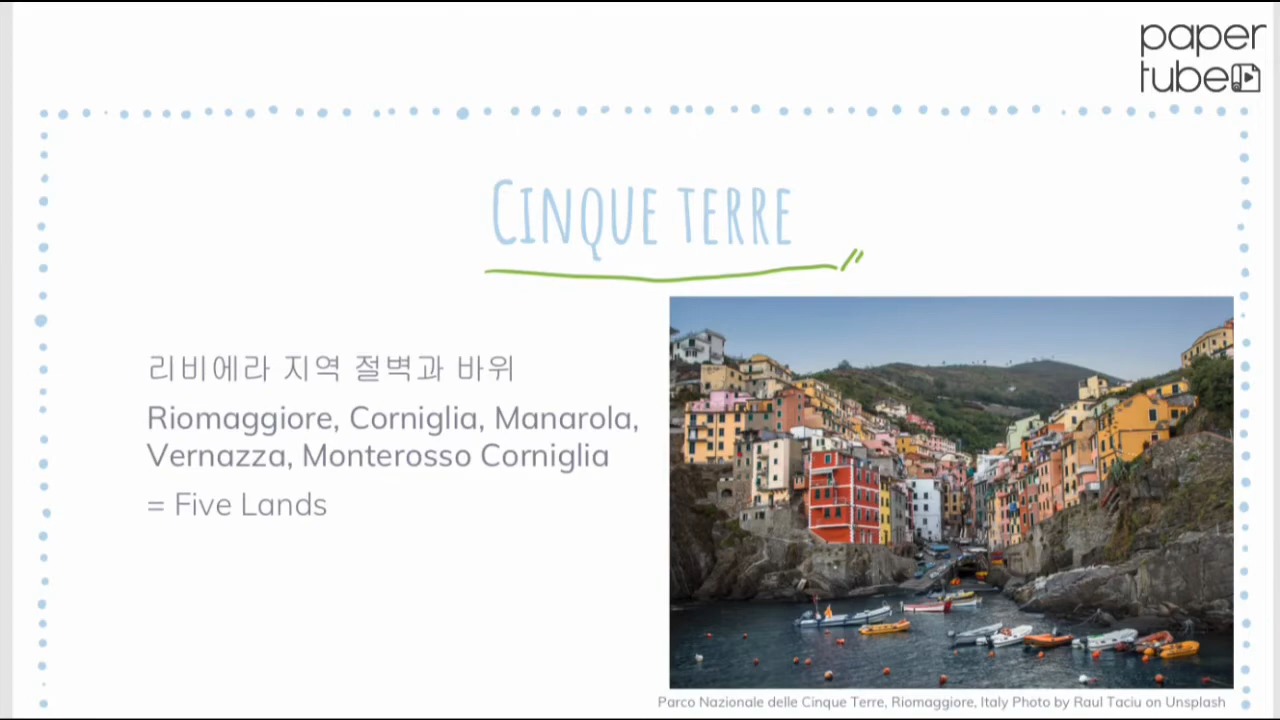 paper
tube
CINQUE TERRE
리비에라 지역 절벽과 바위
Riomaggiore, Corniglia, Manarola,
Vernazza, Monterosso Corniglia
= Five Lands
Parco Nazionale delle Cinque Terre, Riomaggiore, Italy Photo by Raul Taciu on Unsplash